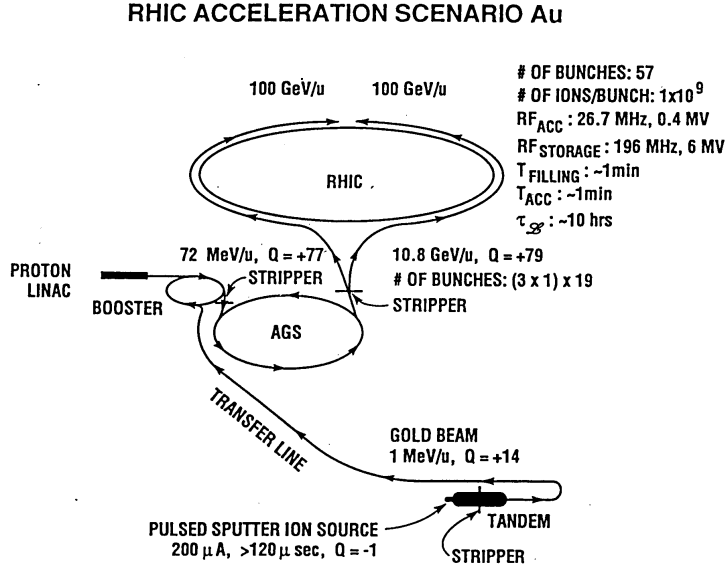 RHIC ACCELERATION SCENARIO Au
100 GeV/u 100 GeV/u
# OF BUNCHES: 57
# OF IONS/BUNCH: 1x10⁹
RF_ACC : 26.7 MHz, 0.4 MV
RF_STORAGE : 196 MHz, 6 MV
T_FILLING : ~1min
T_ACC : ~1min
τ_ℒ : ~10 hrs
RHIC
72 MeV/u, Q = +77
STRIPPER
10.8 GeV/u, Q = +79
# OF BUNCHES: (3 x 1) x 19
STRIPPER
PROTON
LINAC
BOOSTER
AGS
TRANSFER LINE
GOLD BEAM
1 MeV/u, Q = +14
TANDEM
PULSED SPUTTER ION SOURCE
200 μA, >120 μ sec, Q = -1
STRIPPER